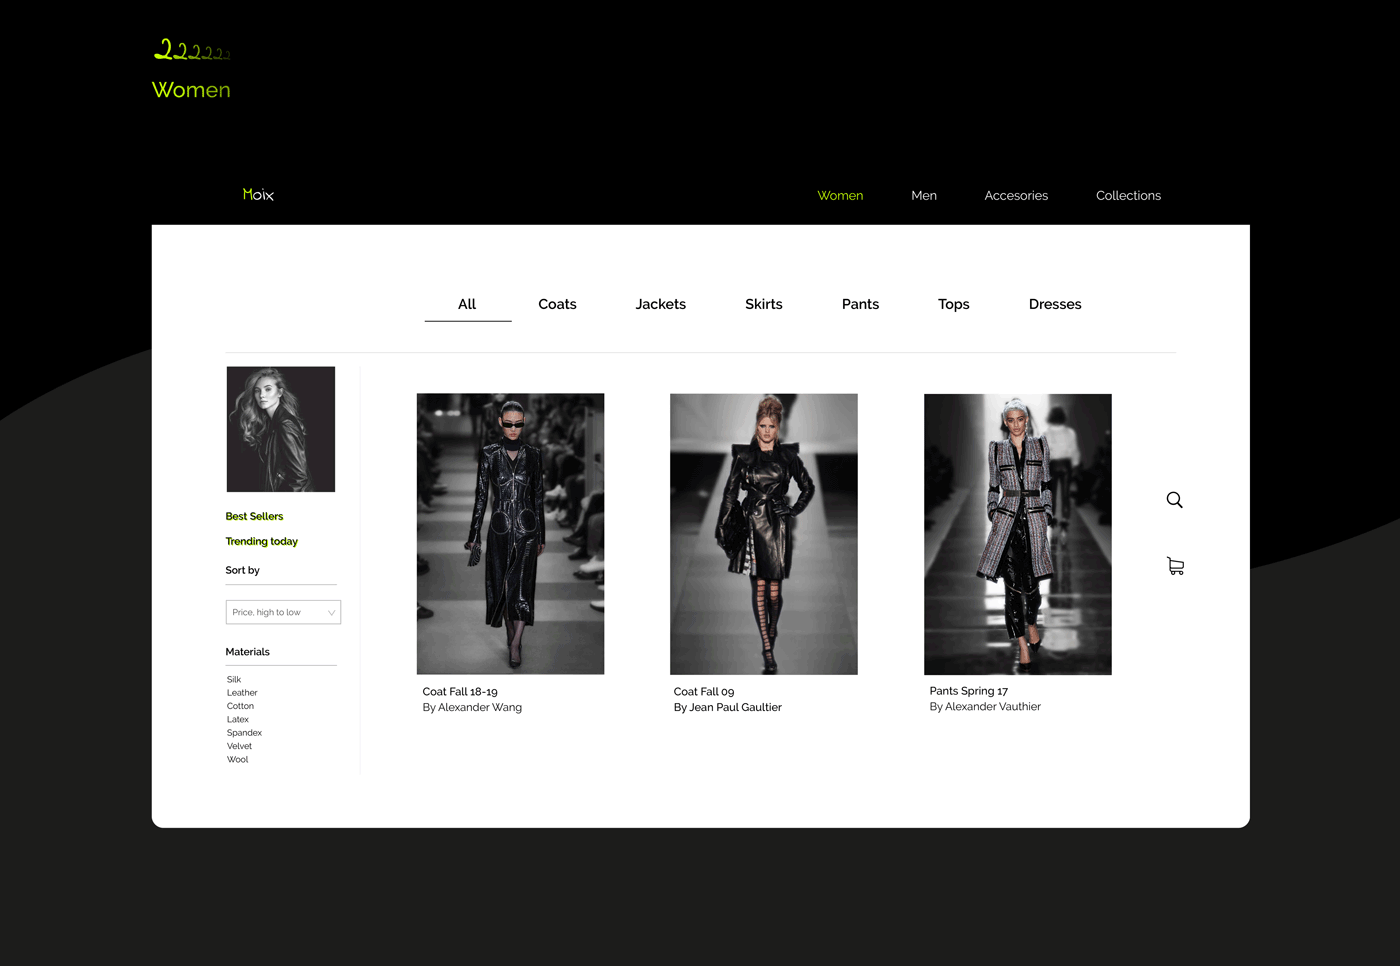 222222
Women
Moix
Women Men Accesories Collections
All Coats Jackets Skirts Pants Tops Dresses
Best Sellers
Trending today
Sort by
Price, high to low
Materials
Silk
Leather
Cotton
Latex
Spandex
Velvet
Wool
Coat Fall 18-19
By Alexander Wang
Coat Fall 09
By Jean Paul Gaultier
Pants Spring 17
By Alexander Vauthier